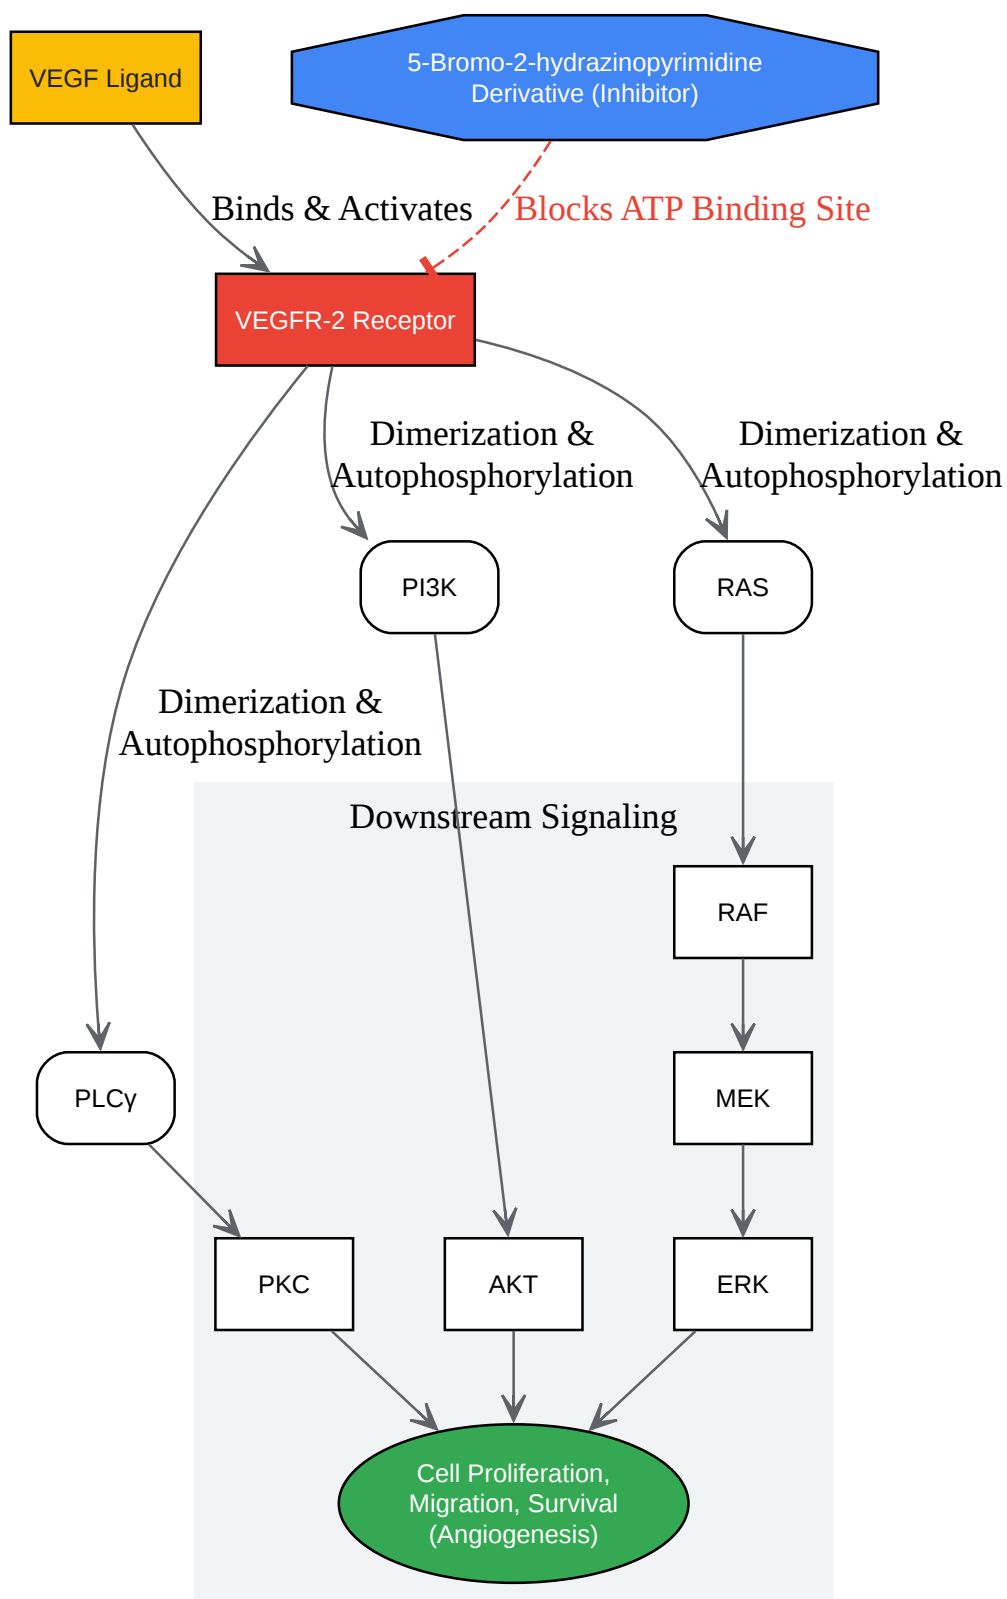 VEGF Ligand
5-Bromo-2-hydrazinopyrimidine
Derivative (Inhibitor)
Binds & Activates
Blocks ATP Binding Site
VEGFR-2 Receptor
Dimerization &
Autophosphorylation
Dimerization &
Autophosphorylation
PI3K
RAS
Dimerization &
Autophosphorylation
Downstream Signaling
RAF
PLCγ
MEK
PKC
AKT
ERK
Cell Proliferation,
Migration, Survival
(Angiogenesis)